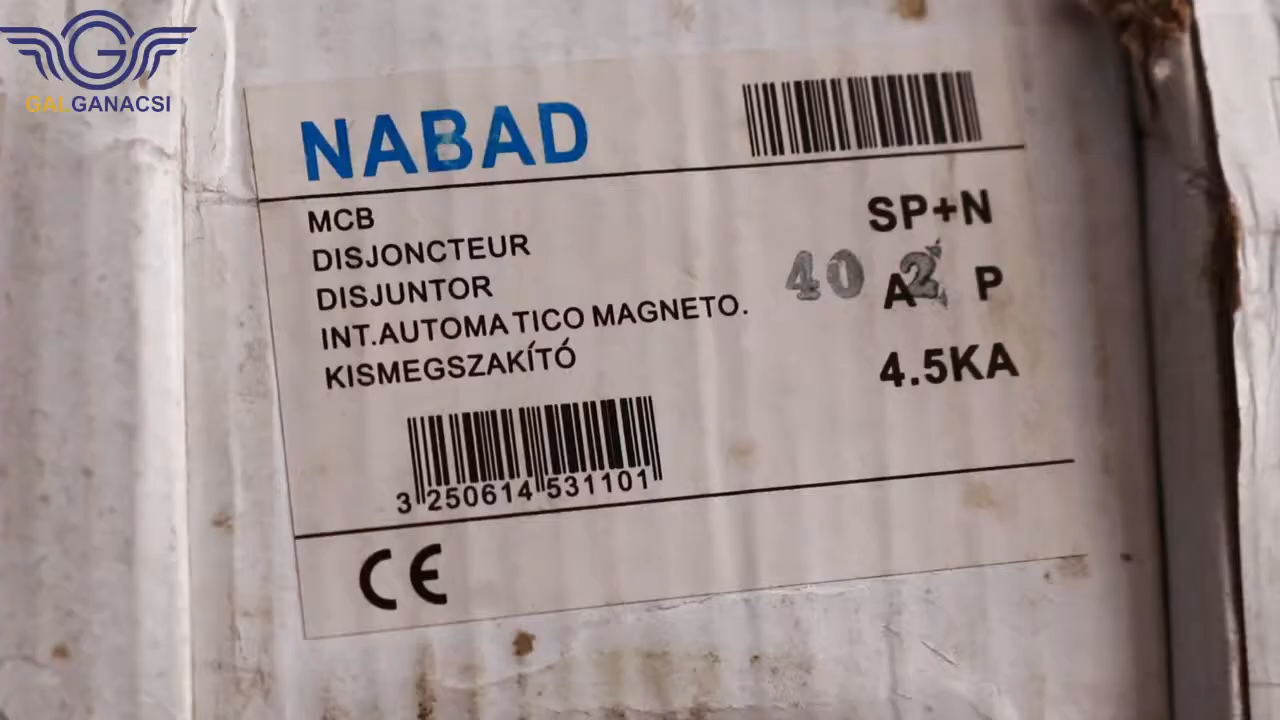 GALGANACSI
NABAD
MCB
DISJONCTEUR
DISJUNTOR
INT.AUTOMATICO MAGNETO.
KISMEGSZAKÍTÓ
SP+N
40 A 2 P
4.5KA
3 250614 531101
CE